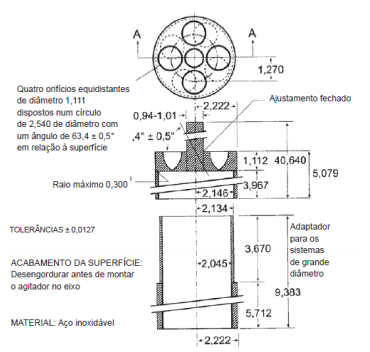 A
A
1,270
Quatro orifícios equidistantes
de diâmetro 1,111
dispostos num círculo
de 2,540 de diâmetro com
um ângulo de 63,4 ± 0,5°
em relação à superfície
2,222
Ajustamento fechado
0,94-1,01
,4° ± 0,5°
1,112
40,640
5,079
Raio máximo 0,300
3,967
2,146
2,134
TOLERÂNCIAS ± 0,0127
Adaptador
para os
sistemas
de grande
diâmetro
3,670
ACABAMENTO DA SUPERFÍCIE:
Desengordurar antes de montar
o agitador no eixo
2,045
9,383
5,712
MATERIAL: Aço inoxidável
2,222